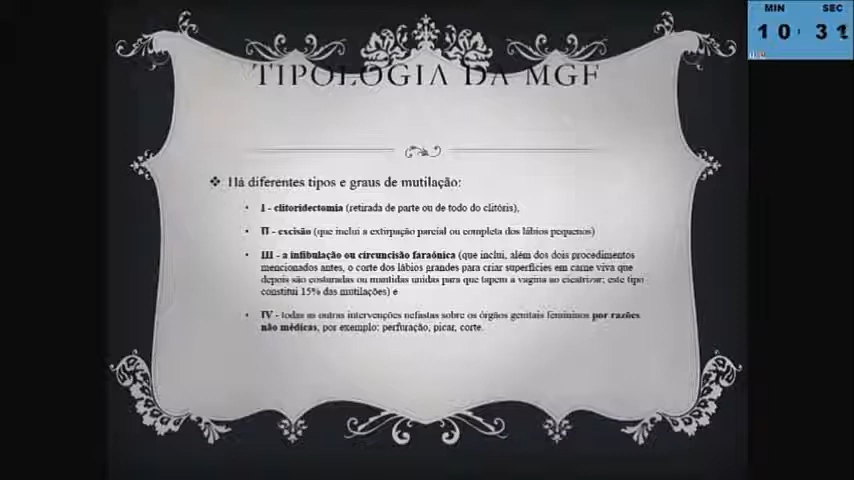 MIN SEC
10 31
TIPOLOGIA DA MGF
❖ Há diferentes tipos e graus de mutilação:
• I - clitoridectomia (retirada de parte ou de todo do clitóris),
• II - excisão (que inclui a extirpação parcial ou completa dos lábios pequenos)
• III - a infibulação ou circuncisão faraónica (que inclui, além dos dois procedimentos
mencionados antes, o corte dos lábios grandes para criar superfícies em carne viva que
depois são costuradas ou mantidas unidas para que tapem a vagina ao cicatrizar; este tipo
constitui 15% das mutilações) e
• IV - todas as outras intervenções nefastas sobre os órgãos genitais femininos por razões
não médicas, por exemplo: perfuração, picar, corte.